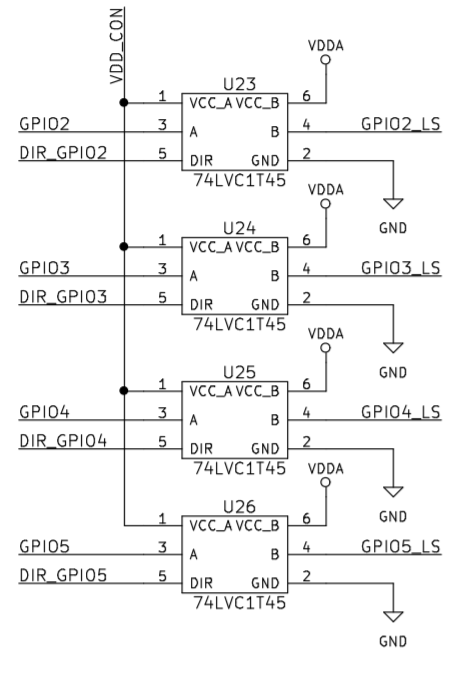 VDD_CON
VDDA
U23
1 VCC_A VCC_B 6
GPIO2 3 A B 4 GPIO2_LS
DIR_GPIO2 5 DIR GND 2
74LVC1T45
GND
VDDA
U24
1 VCC_A VCC_B 6
GPIO3 3 A B 4 GPIO3_LS
DIR_GPIO3 5 DIR GND 2
74LVC1T45
GND
VDDA
U25
1 VCC_A VCC_B 6
GPIO4 3 A B 4 GPIO4_LS
DIR_GPIO4 5 DIR GND 2
74LVC1T45
GND
VDDA
U26
1 VCC_A VCC_B 6
GPIO5 3 A B 4 GPIO5_LS
DIR_GPIO5 5 DIR GND 2
74LVC1T45
GND